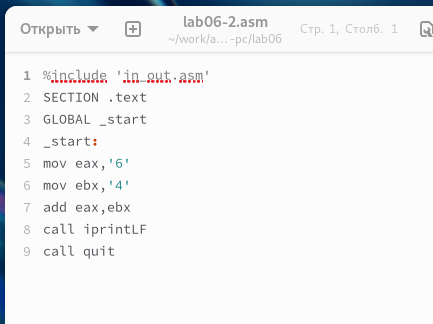 Открыть
lab06-2.asm
~/work/a... -pc/lab06
Стр. 1, Столб. 1
1 %include 'in_out.asm'
2 SECTION .text
3 GLOBAL _start
4 _start:
5 mov eax,'6'
6 mov ebx,'4'
7 add eax,ebx
8 call iprintLF
9 call quit